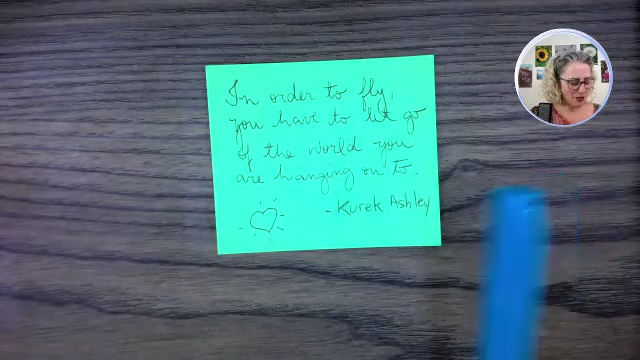 In order to fly,
you have to let go
of the world you
are hanging on to.
- Kurek Ashley